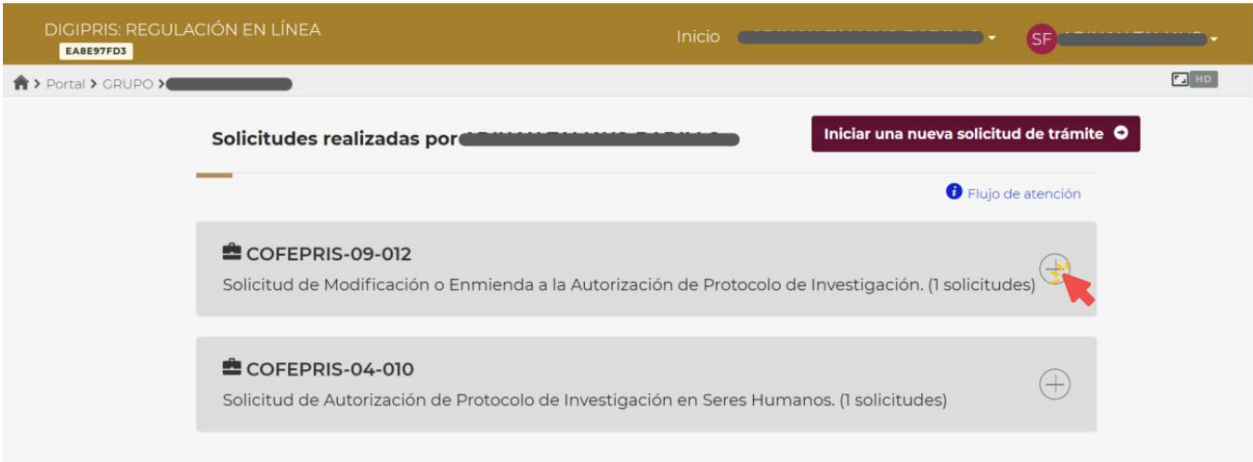 DIGIPRIS: REGULACIÓN EN LÍNEA
EA8E97FD3
Inicio
SF
Portal > GRUPO >
HD
Solicitudes realizadas por
Iniciar una nueva solicitud de trámite
Flujo de atención
COFEPRIS-09-012
Solicitud de Modificación o Enmienda a la Autorización de Protocolo de Investigación. (1 solicitudes)
COFEPRIS-04-010
Solicitud de Autorización de Protocolo de Investigación en Seres Humanos. (1 solicitudes)